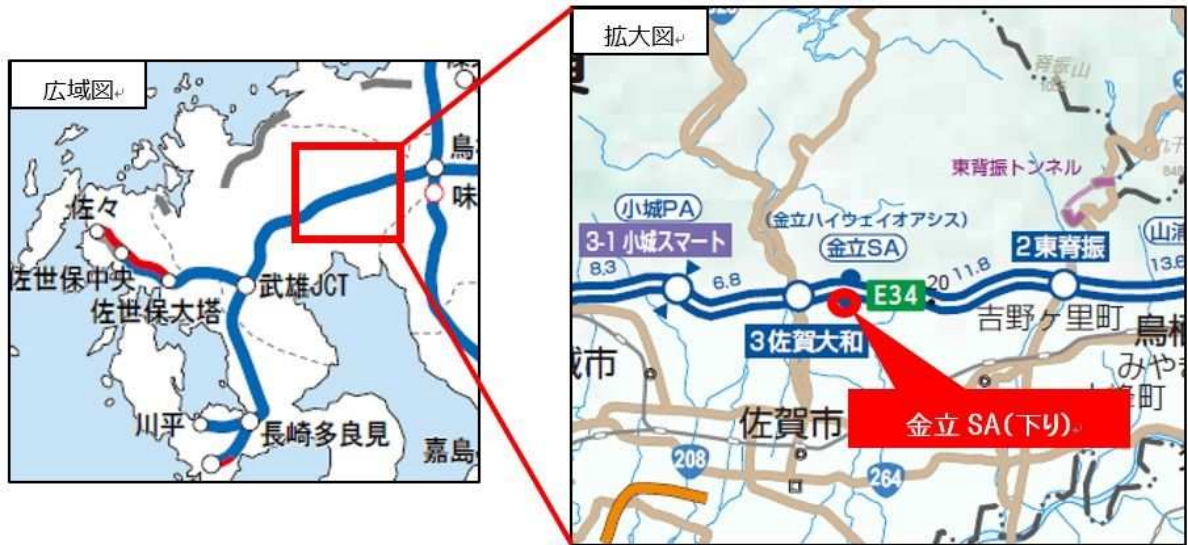 広域図
佐々
佐世保中央
佐世保大塔
武雄JCT
川平
長崎多良見
嘉島
鳥
味
拡大図
脊振山
東背振トンネル
小城PA
3-1 小城スマート
(金立ハイウェイオアシス)
金立SA
2 東脊振
山浦
8.3
6.8
E34
20
11.8
13.6
3 佐賀大和
吉野ヶ里町
鳥栖
みやき
城市
佐賀市
金立 SA(下り)
208
264